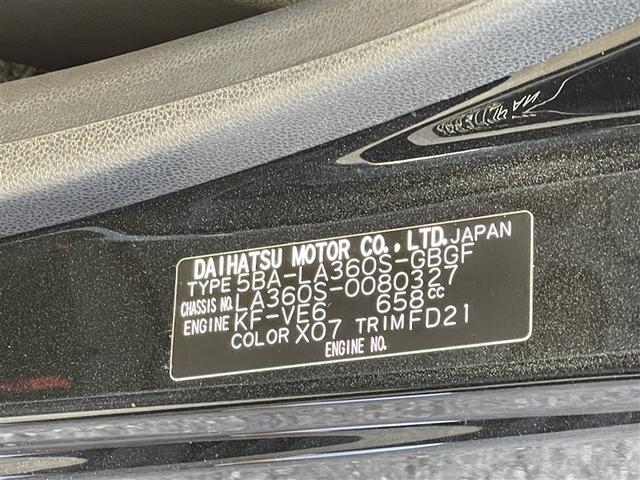 DAIHATSU MOTOR CO.,LTD. JAPAN
TYPE 5BA-LA360S-GBGF
CHASSIS NO. LA360S-0080327
ENGINE KF-VE6 658cc
COLOR X07 TRIM FD21
ENGINE NO.